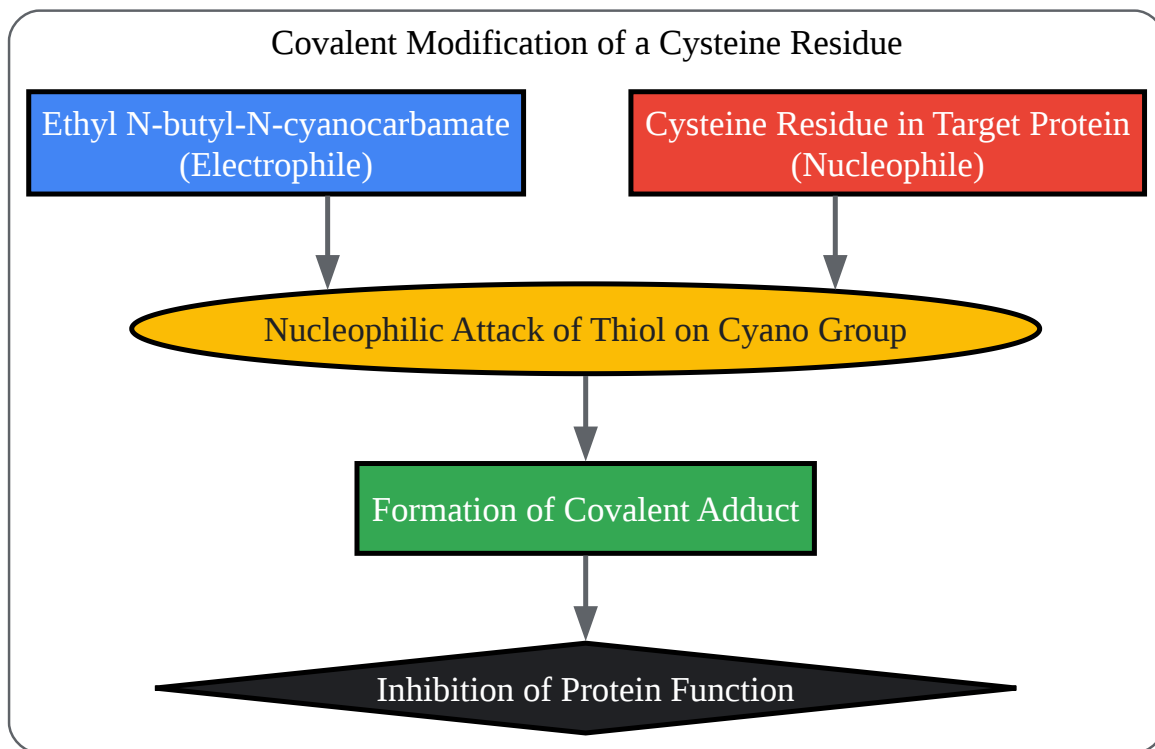 Covalent Modification of a Cysteine Residue
Ethyl N-butyl-N-cyanocarbamate
(Electrophile)
Cysteine Residue in Target Protein
(Nucleophile)
Nucleophilic Attack of Thiol on Cyano Group
Formation of Covalent Adduct
Inhibition of Protein Function